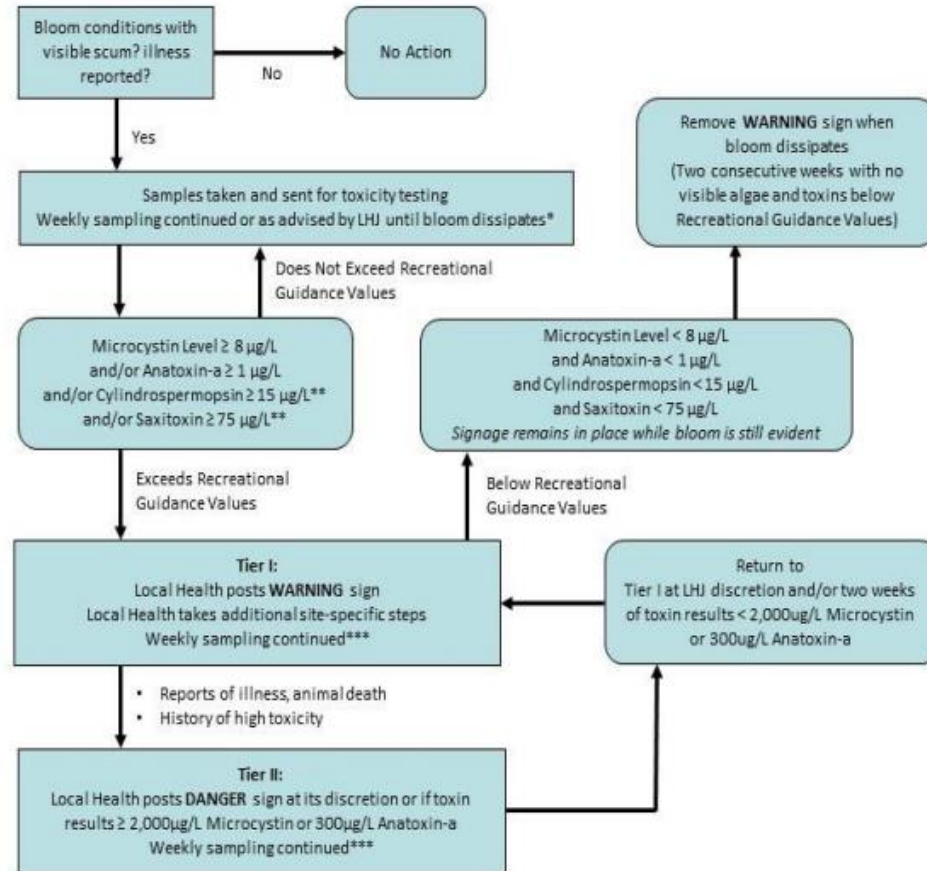 Bloom conditions with
visible scum? illness
reported?
No
No Action
Yes
Samples taken and sent for toxicity testing
Weekly sampling continued or as advised by LHJ until bloom dissipates*
Does Not Exceed Recreational
Guidance Values
Microcystin Level ≥ 8 µg/L
and/or Anatoxin-a ≥ 1 µg/L
and/or Cylindrospermopsin ≥ 15 µg/L**
and/or Saxitoxin ≥ 75 µg/L**
Exceeds Recreational
Guidance Values
Tier I:
Local Health posts WARNING sign
Local Health takes additional site-specific steps
Weekly sampling continued***
• Reports of illness, animal death
• History of high toxicity
Tier II:
Local Health posts DANGER sign at its discretion or if toxin
results ≥ 2,000µg/L Microcystin or 300µg/L Anatoxin-a
Weekly sampling continued***
Return to
Tier I at LHJ discretion and/or two weeks
of toxin results < 2,000ug/L Microcystin
or 300ug/L Anatoxin-a
Below Recreational
Guidance Values
Microcystin Level < 8 µg/L
and Anatoxin-a < 1 µg/L
and Cylindrospermopsin < 15 µg/L
and Saxitoxin < 75 µg/L
Signage remains in place while bloom is still evident
Remove WARNING sign when
bloom dissipates
(Two consecutive weeks with no
visible algae and toxins below
Recreational Guidance Values)